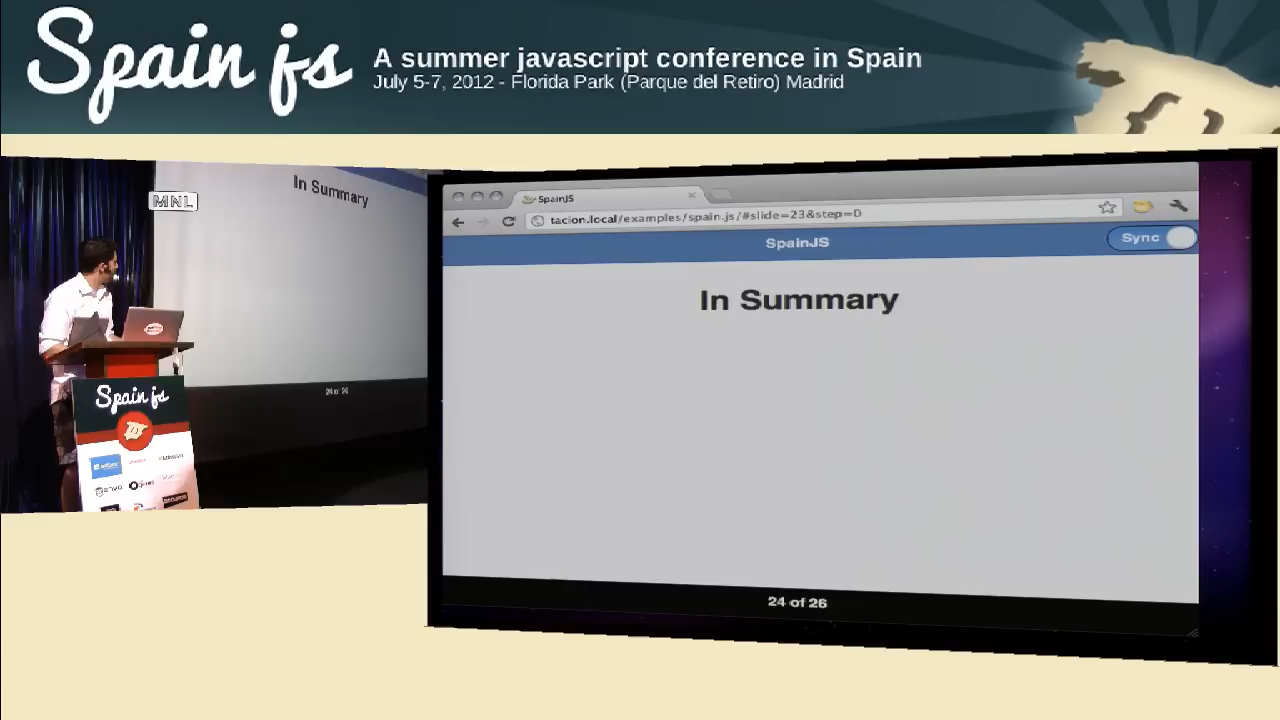 Spain js
A summer javascript conference in Spain
July 5-7, 2012 - Florida Park (Parque del Retiro) Madrid
MNL
In Summary
24 of 26
Spain js
SpainJS
tacion.local/examples/spain.js/#slide=23&step=0
SpainJS
Sync
In Summary
24 of 26